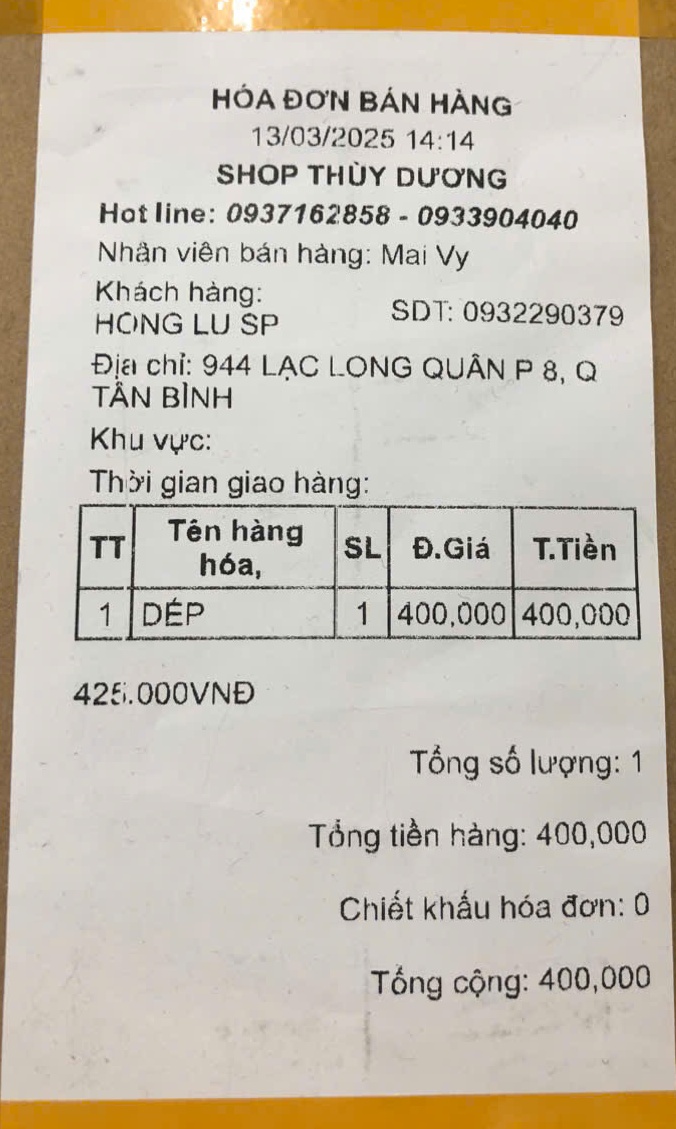 HÓA ĐƠN BÁN HÀNG
13/03/2025 14:14
SHOP THÙY DƯƠNG
Hot line: 0937162858 - 0933904040
Nhân viên bán hàng: Mai Vy
Khách hàng:
HONG LU SP
SDT: 0932290379
Địa chỉ: 944 LẠC LONG QUÂN P 8, Q
TÂN BÌNH
Khu vực:
Thời gian giao hàng:
TT Tên hàng hóa, SL Đ.Giá T.Tiền
1 DÉP 1 400,000 400,000
425.000VNĐ
Tổng số lượng: 1
Tổng tiền hàng: 400,000
Chiết khấu hóa đơn: 0
Tổng cộng: 400,000